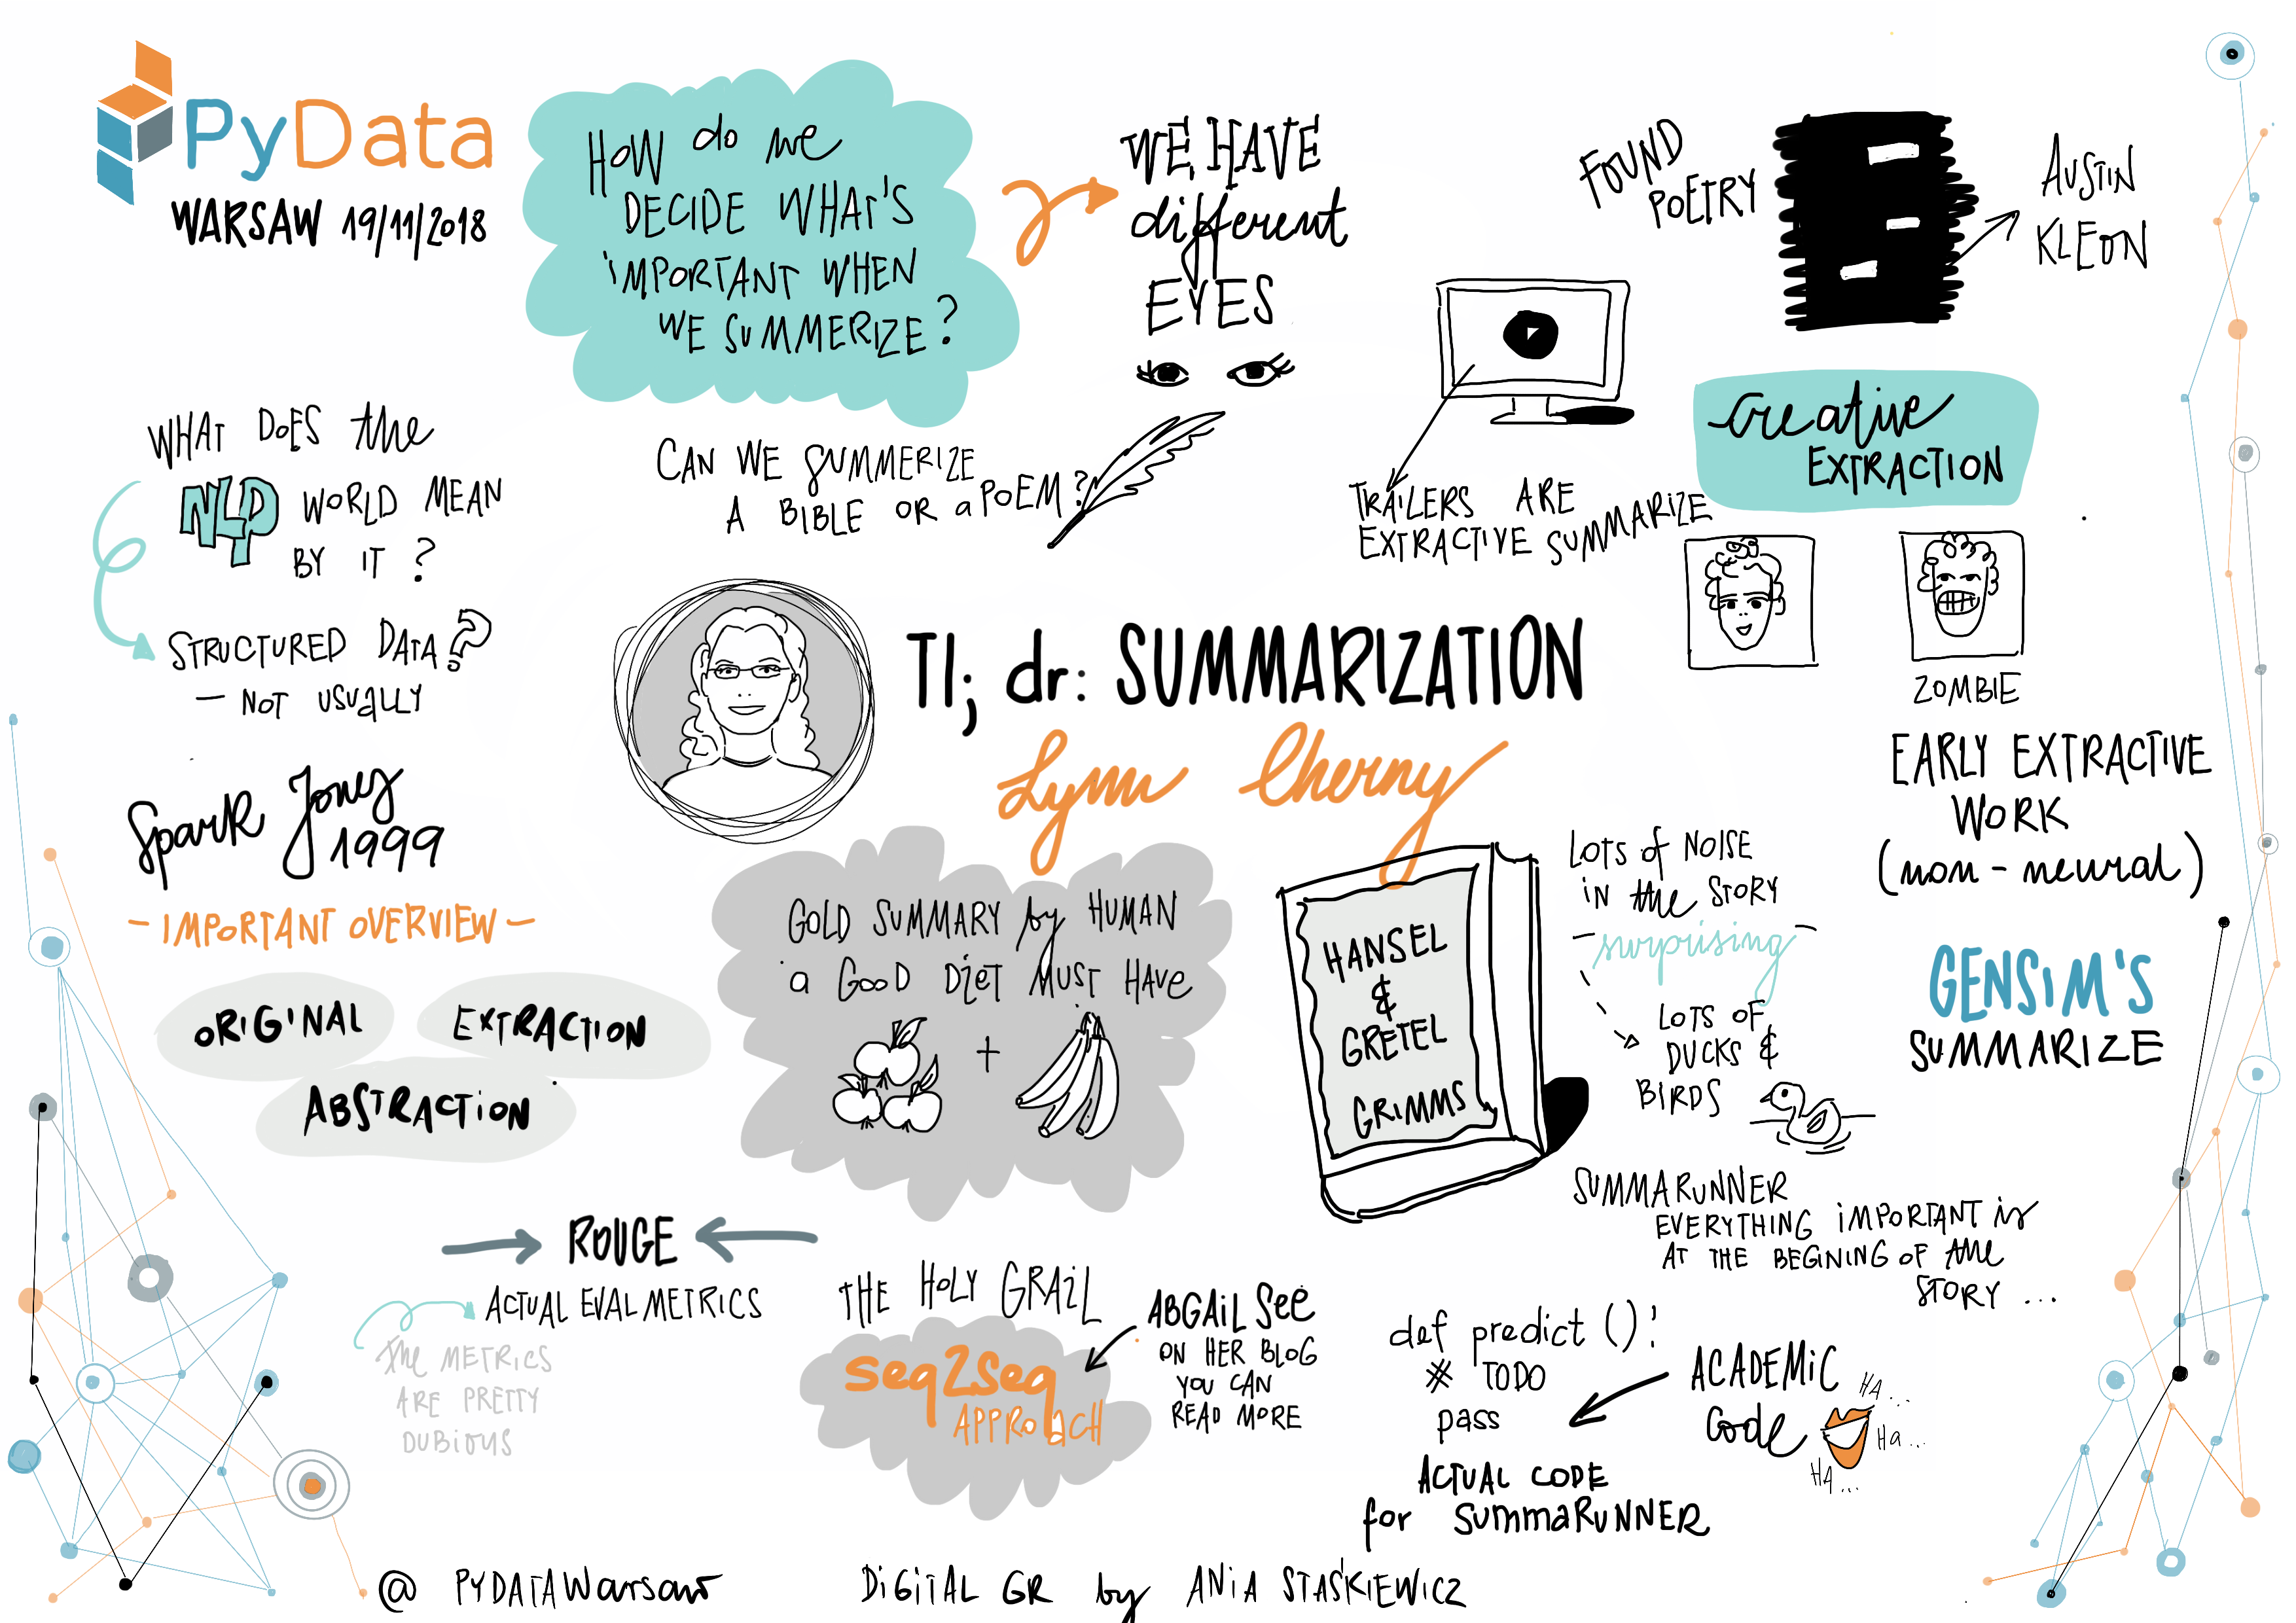 PyData
WARSAW 19/11/2018
HOW do we
DECIDE WHAT'S
IMPORTANT WHEN
WE SUMMERIZE?
WE HAVE
different
EYES
FOUND
POETRY
AUSTIN
KLEON
WHAT DOES the
NLP WORLD MEAN
BY IT?
STRUCTURED DATA?
- NOT USUALLY
CAN WE SUMMERIZE
A BIBLE OR a POEM?
TRAILERS ARE
EXTRACTIVE SUMMARIZE
Creative
EXTRACTION
ZOMBIE
Tl; dr: SUMMARIZATION
Lynn Cherny
Spark Jones
1999
- IMPORTANT OVERVIEW -
ORIGINAL
EXTRACTION
ABSTRACTION
GOLD SUMMARY by HUMAN
a GOOD DIET MUST HAVE
+
HANSEL
&
GRETEL
GRIMMS
LOTS of NOISE
IN the STORY
- surprising -
LOTS OF
DUCKS &
BIRDS
EARLY EXTRACTIVE
WORK
(non-neural)
GENSIM'S
SUMMARIZE
SUMMARUNNER
EVERYTHING IMPORTANT is
AT THE BEGINING OF the
STORY ...
ROUGE
ACTUAL EVAL METRICS
the METRICS
ARE PRETTY
DUBIOUS
THE HOLY GRAIL
seq2seq
APPROACH
ABGAIL SEE
ON HER BLOG
YOU CAN
READ MORE
def predict ():
# TODO
pass
ACTUAL CODE
for SUMMARUNNER
ACADEMIC
Code
HA...
Ha...
HA...
@ PYDATAWarsaw
DIGITAL GR by ANIA STAŚKIEWICZ